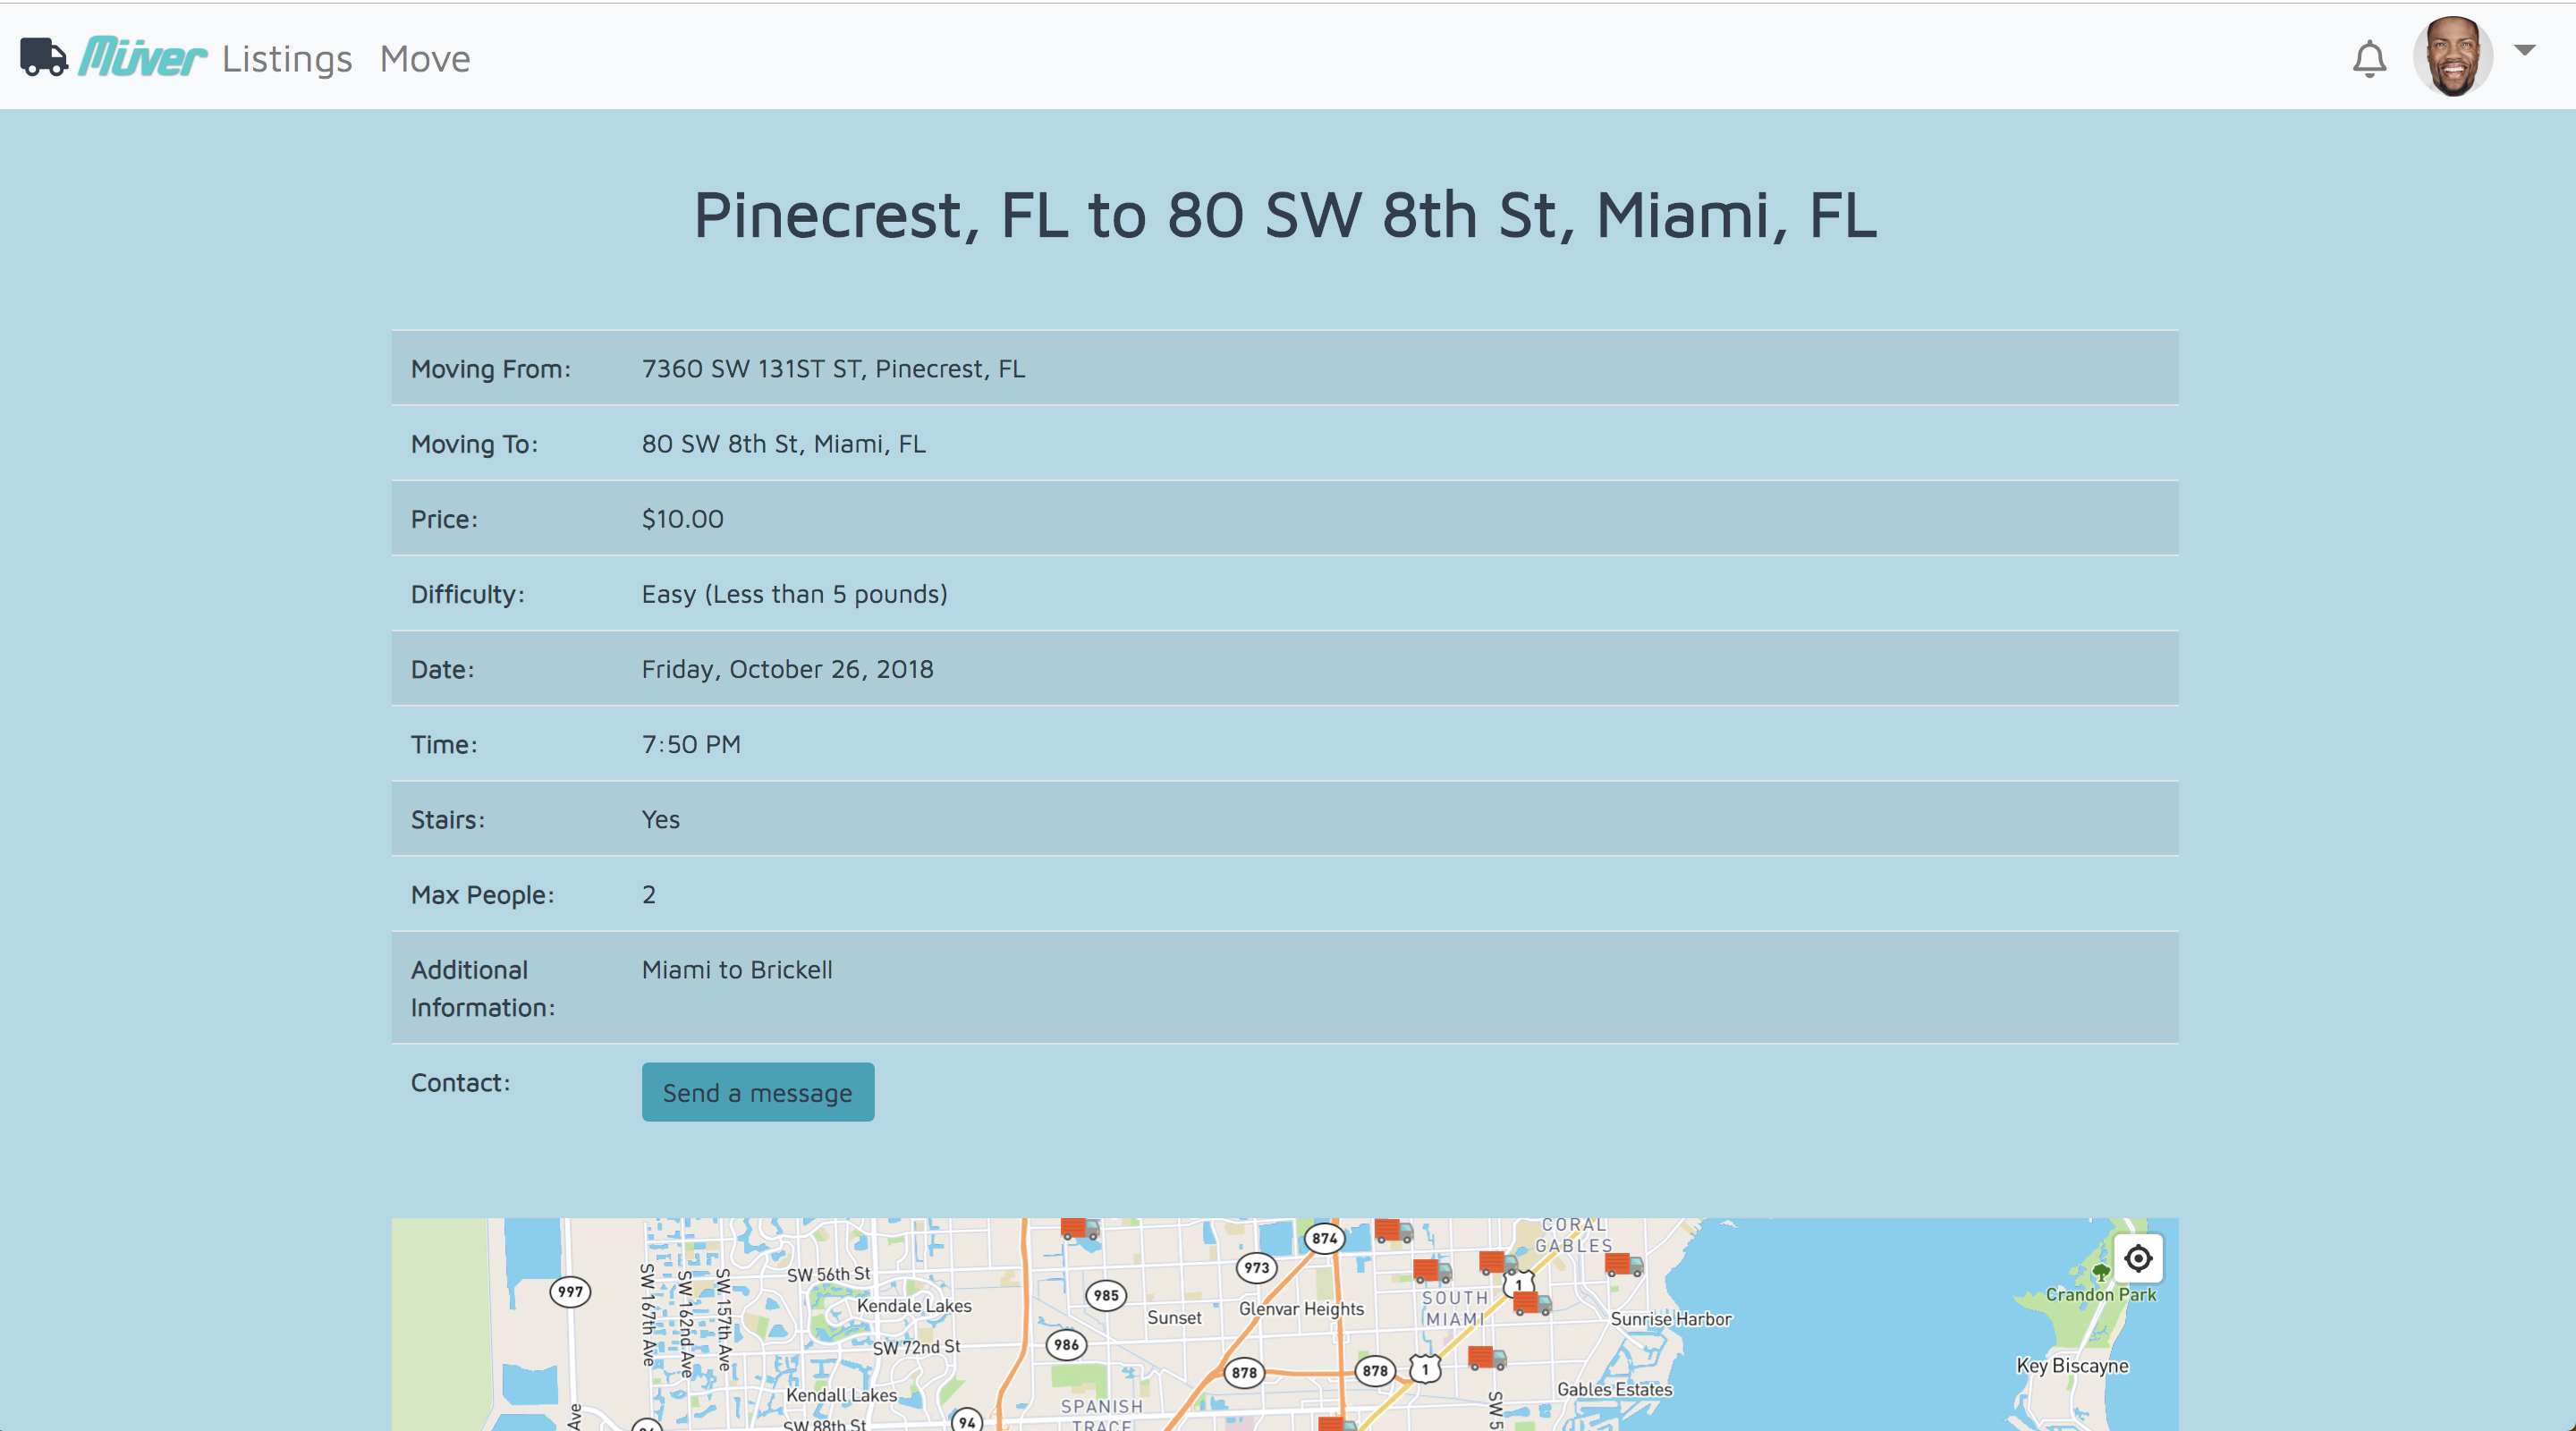 Müver Listings Move
Pinecrest, FL to 80 SW 8th St, Miami, FL
Moving From: 7360 SW 131ST ST, Pinecrest, FL
Moving To: 80 SW 8th St, Miami, FL
Price: $10.00
Difficulty: Easy (Less than 5 pounds)
Date: Friday, October 26, 2018
Time: 7:50 PM
Stairs: Yes
Max People: 2
Additional Miami to Brickell
Information:
Contact: Send a message
CORAL
GABLES
874
973
997
985
SW 167th Ave
SW 162nd Ave
SW 157th Ave
SW 56th St
Kendale Lakes
Sunset
Glenvar Heights
SOUTH
MIAMI
1
Sunrise Harbor
Crandon Park
986
SW 72nd St
878
878
1
Key Biscayne
Kendall Lakes
Gables Estates
SPANISH
TRACE
SW 88th St
94
Ave
SW 5